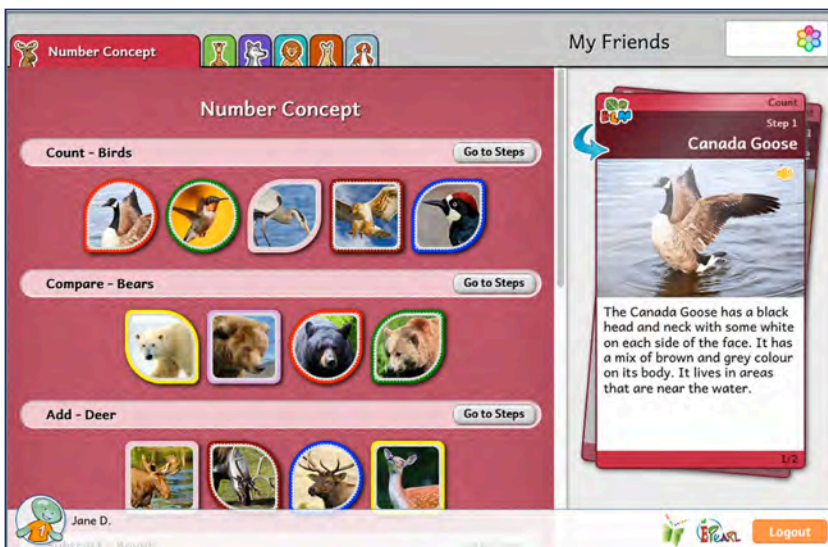 Number Concept
My Friends
Number Concept
Count - Birds
Go to Steps
Compare - Bears
Go to Steps
Add - Deer
Go to Steps
Count
ELM
Step 1
Canada Goose
The Canada Goose has a black
head and neck with some white
on each side of the face. It has
a mix of brown and grey colour
on its body. It lives in areas
that are near the water.
1/2
1
Jane D.
EPEARL
Logout